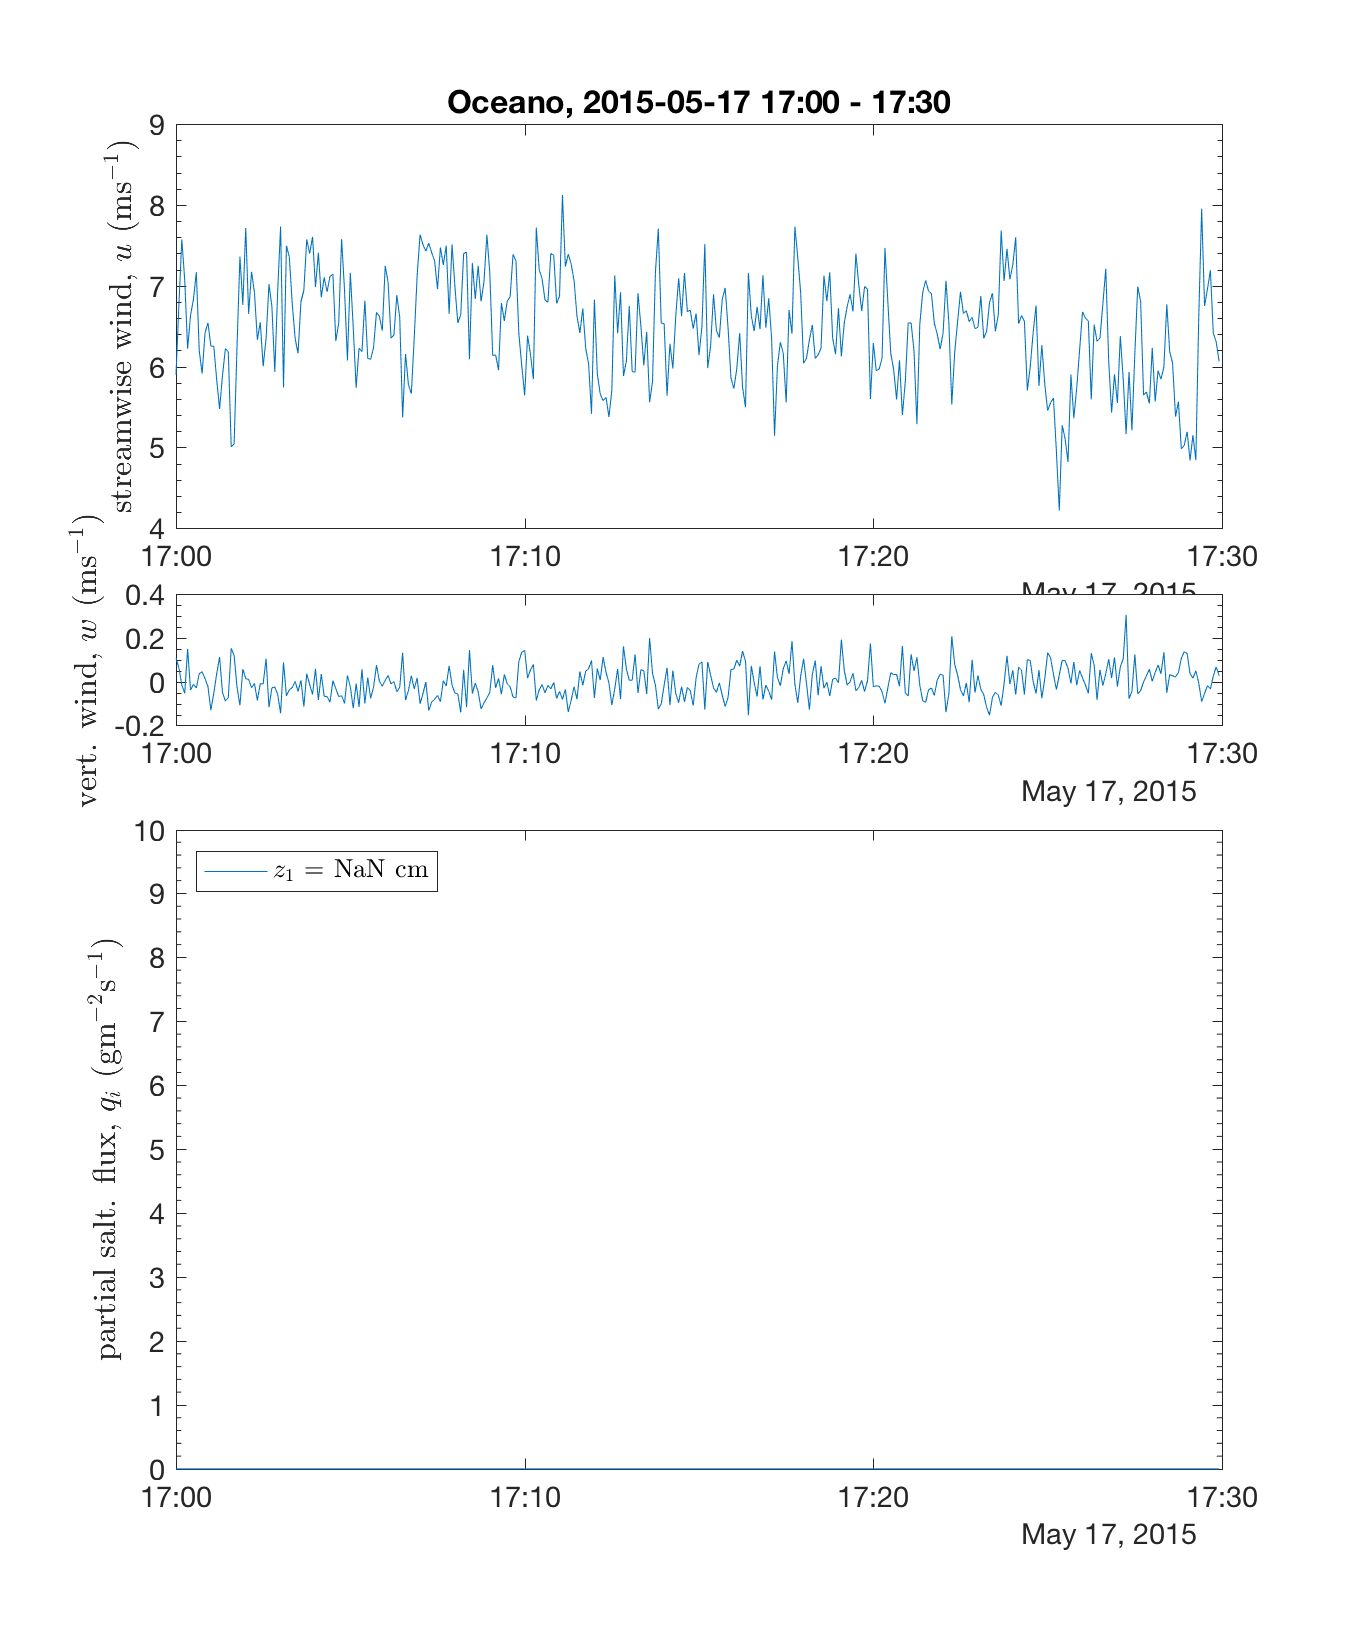 Oceano, 2015-05-17 17:00 - 17:30
streamwise wind, u (ms⁻¹)
9
8
7
6
5
4
17:00 17:10 17:20 17:30
May 17, 2015
vert. wind, w (ms⁻¹)
0.4
0.2
0
-0.2
17:00 17:10 17:20 17:30
May 17, 2015
partial salt. flux, qᵢ (gm⁻²s⁻¹)
10
9
8
7
6
5
4
3
2
1
0
z₁ = NaN cm
17:00 17:10 17:20 17:30
May 17, 2015